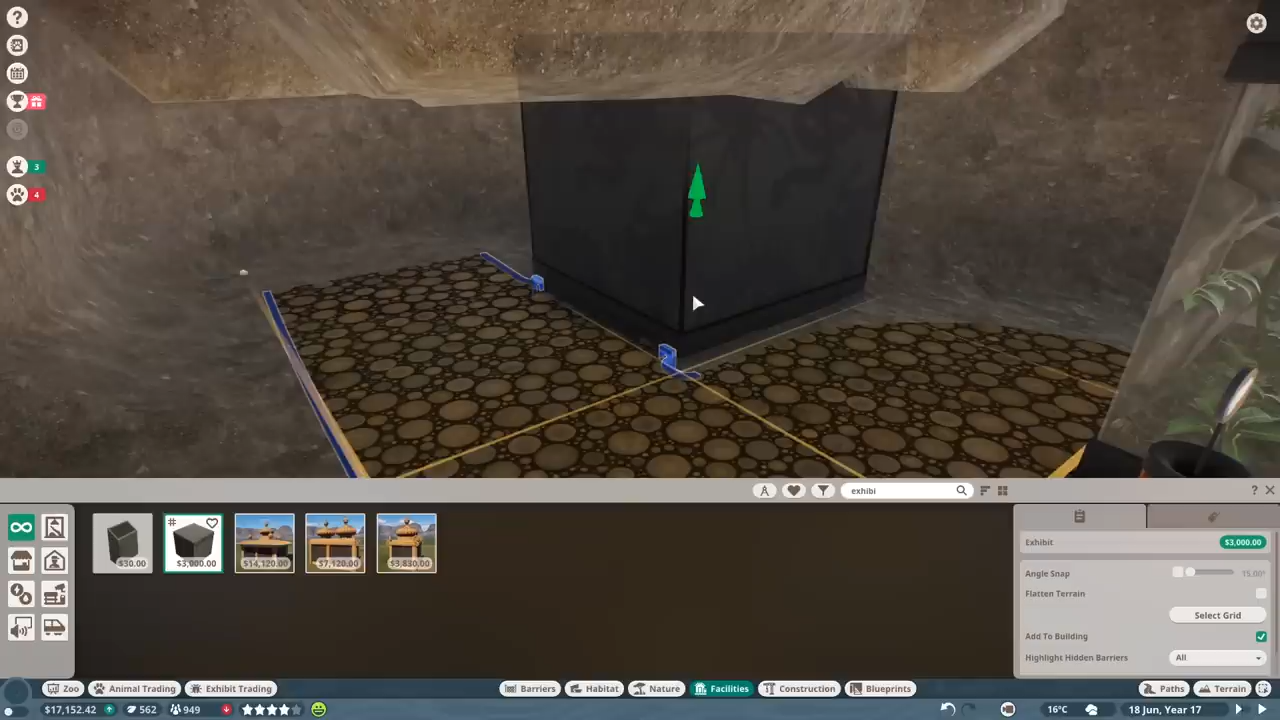 3
4
exhibi
?
$30.00
$3,000.00
$14,120.00
$7,120.00
$3,830.00
Exhibit
$3,000.00
Angle Snap
15.00°
Flatten Terrain
Select Grid
Add To Building
Highlight Hidden Barriers
All
Zoo
Animal Trading
Exhibit Trading
Barriers
Habitat
Nature
Facilities
Construction
Blueprints
Paths
Terrain
$17,152.42
562
949
16°C
18 Jun, Year 17